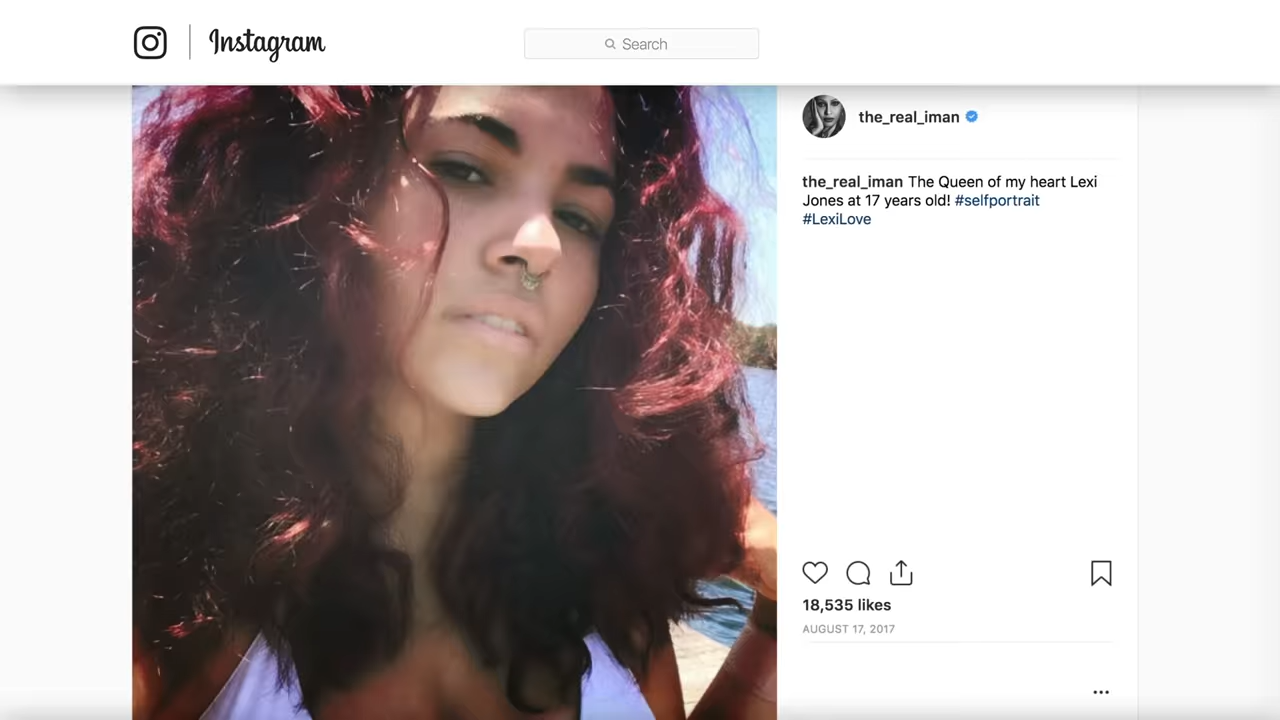 Instagram
Search
the_real_iman
the_real_iman The Queen of my heart Lexi
Jones at 17 years old! #selfportrait
#LexiLove
18,535 likes
AUGUST 17, 2017